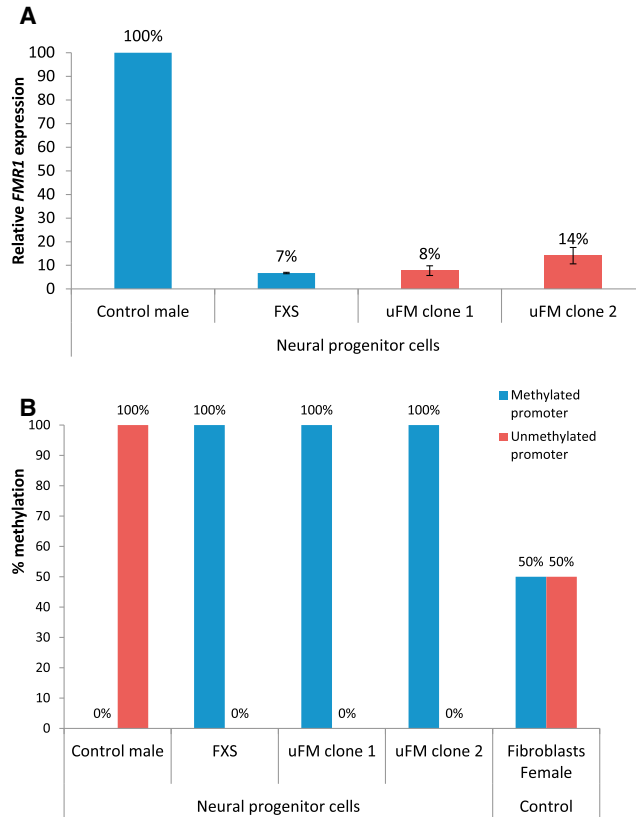 A
Relative FMR1 expression
100
90
80
70
60
50
40
30
20
10
0
100%
7%
8%
14%
Control male
FXS
uFM clone 1
uFM clone 2
Neural progenitor cells
B
% methylation
100
90
80
70
60
50
40
30
20
10
0
Methylated
promoter
Unmethylated
promoter
0%
100%
100%
0%
100%
0%
100%
0%
50%
50%
Control male
FXS
uFM clone 1
uFM clone 2
Fibroblasts
Female
Neural progenitor cells
Control